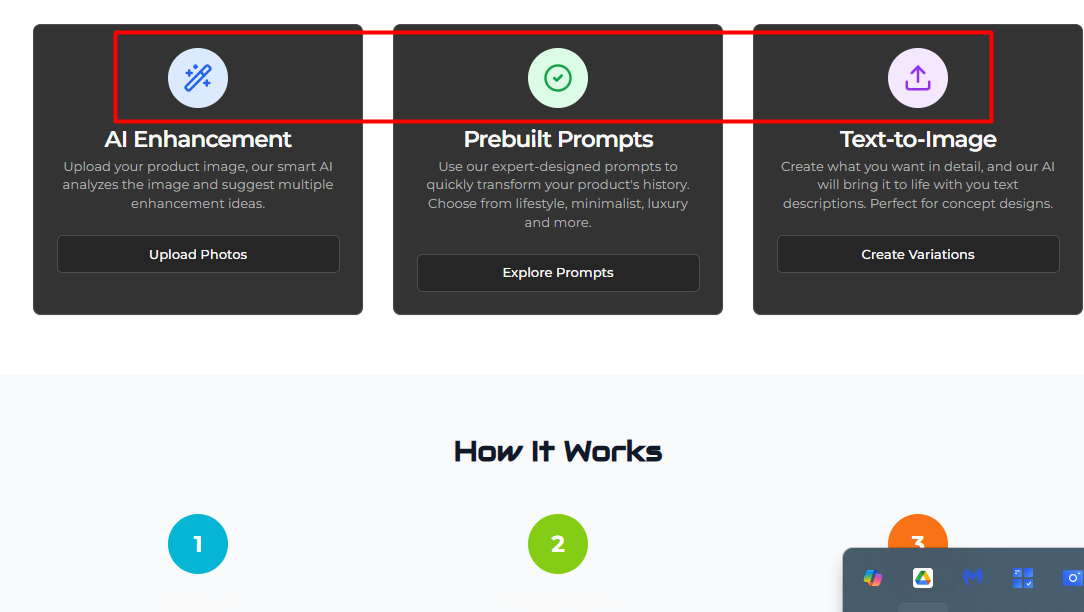 AI Enhancement
Upload your product image, our smart AI
analyzes the image and suggest multiple
enhancement ideas.
Upload Photos
Prebuilt Prompts
Use our expert-designed prompts to
quickly transform your product's history.
Choose from lifestyle, minimalist, luxury
and more.
Explore Prompts
Text-to-Image
Create what you want in detail, and our AI
will bring it to life with you text
descriptions. Perfect for concept designs.
Create Variations
How It Works
1
2
3